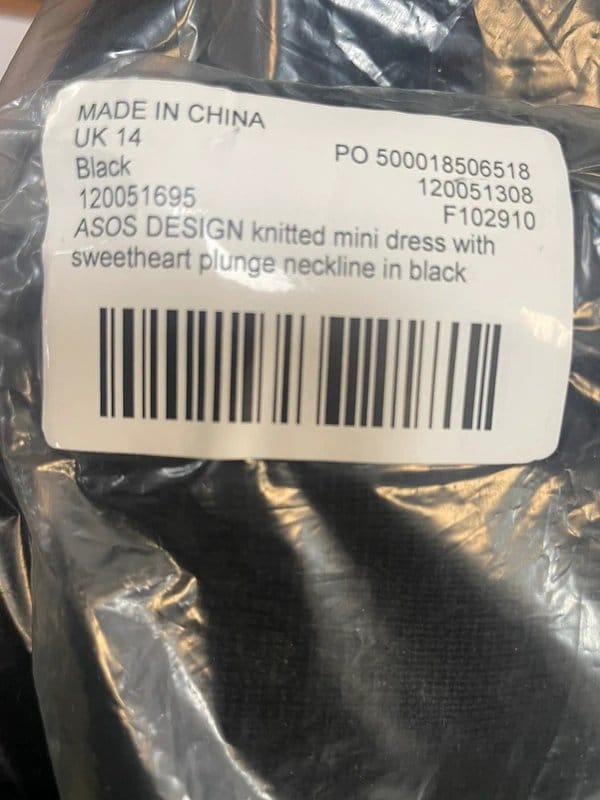 MADE IN CHINA
UK 14
Black
120051695
PO 500018506518
120051308
F102910
ASOS DESIGN knitted mini dress with
sweetheart plunge neckline in black